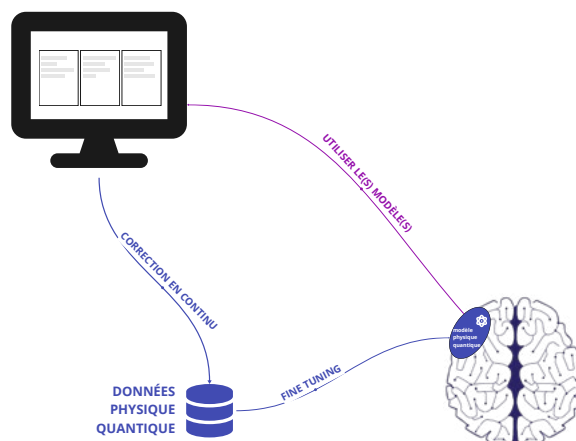 UTILISER LE(S) MODÈLE(S)
CORRECTION EN CONTINU
modèle
physique
quantique
FINE TUNING
DONNÉES
PHYSIQUE
QUANTIQUE